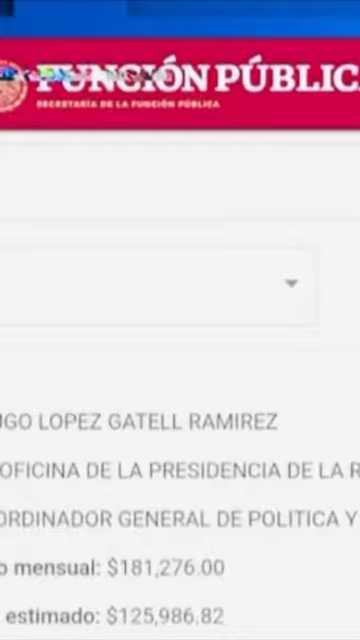 FUNCIÓN PÚBLIC
SECRETARÍA DE LA FUNCIÓN PÚBLICA
UGO LOPEZ GATELL RAMIREZ
OFICINA DE LA PRESIDENCIA DE LA R
ORDINADOR GENERAL DE POLITICA Y
o mensual: $181,276.00
estimado: $125,986.82